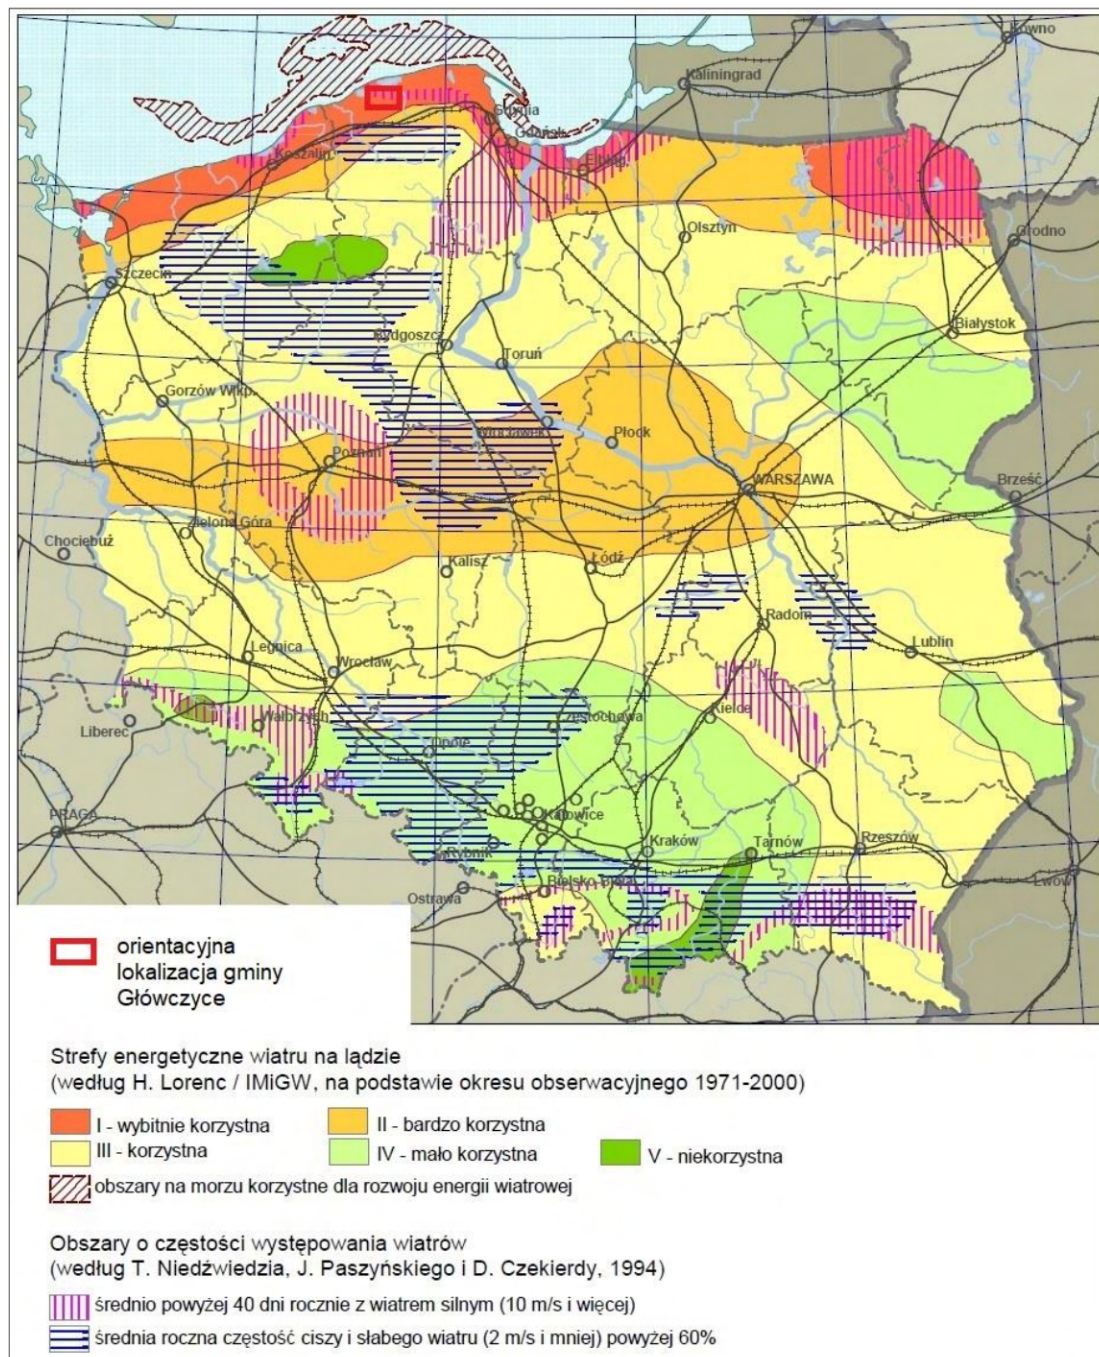 Kowno
Kaliningrad
Gdynia
Gdańsk
Elbląg
Koszalin
Olsztyn
Grodno
Szczecin
Białystok
Bydgoszcz
Toruń
Gorzów Wlkp.
Włocławek
Płock
Poznań
WARSZAWA
Brześć
Zielona Góra
Chociebuż
Kalisz
Łódź
Radom
Lublin
Legnica
Wrocław
Kielce
Liberec
Wałbrzych
Częstochowa
Opole
PRAGA
Katowice
Rybnik
Kraków
Tarnów
Rzeszów
Lwów
Ostrawa
Bielsko-Biała
orientacyjna
lokalizacja gminy
Główczyce
Strefy energetyczne wiatru na lądzie
(według H. Lorenc / IMiGW, na podstawie okresu obserwacyjnego 1971-2000)
I - wybitnie korzystna II - bardzo korzystna
III - korzystna IV - mało korzystna V - niekorzystna
obszary na morzu korzystne dla rozwoju energii wiatrowej
Obszary o częstości występowania wiatrów
(według T. Niedźwiedzia, J. Paszyńskiego i D. Czekierdy, 1994)
średnio powyżej 40 dni rocznie z wiatrem silnym (10 m/s i więcej)
średnia roczna częstość ciszy i słabego wiatru (2 m/s i mniej) powyżej 60%